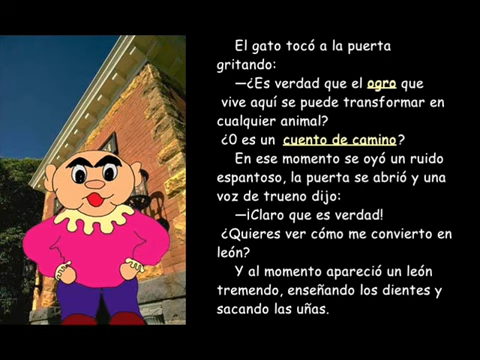 El gato tocó a la puerta
gritando:
—¿Es verdad que el ogro que
vive aquí se puede transformar en
cualquier animal?
¿O es un cuento de camino?
En ese momento se oyó un ruido
espantoso, la puerta se abrió y una
voz de trueno dijo:
—¡Claro que es verdad!
¿Quieres ver cómo me convierto en
león?
Y al momento apareció un león
tremendo, enseñando los dientes y
sacando las uñas.